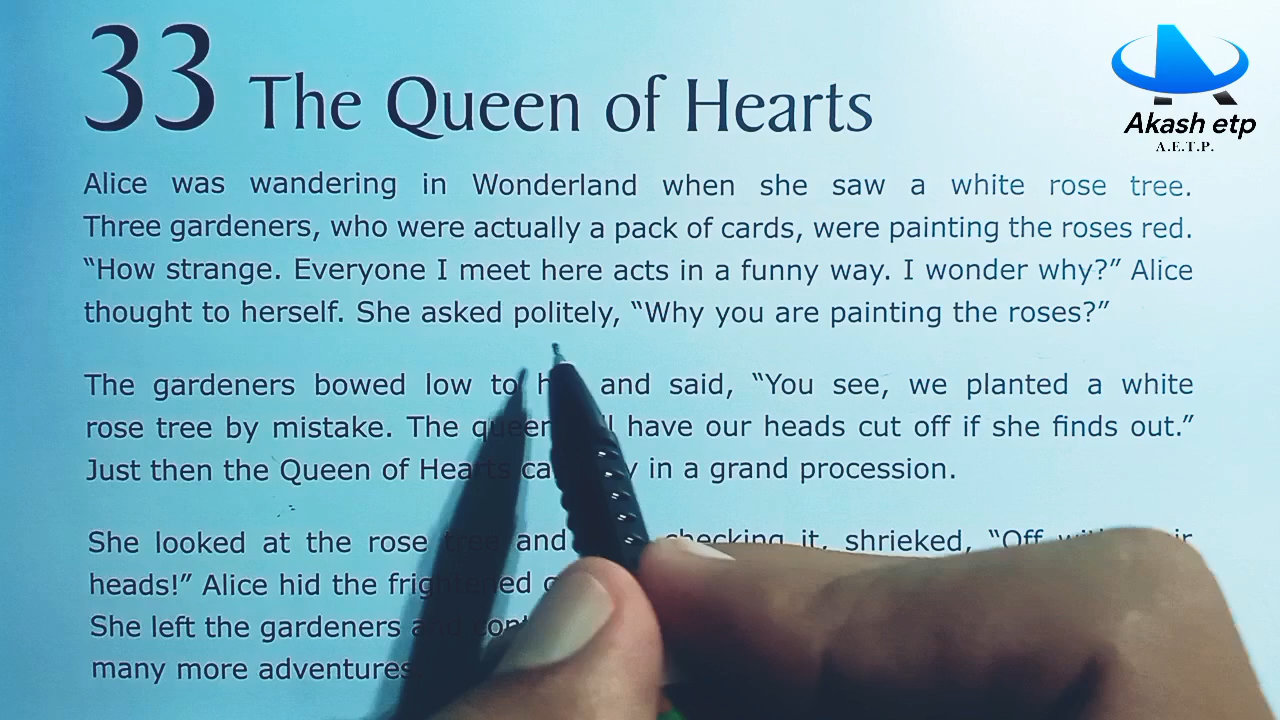 33 The Queen of Hearts
Akash etp
A.E.T.P.
Alice was wandering in Wonderland when she saw a white rose tree.
Three gardeners, who were actually a pack of cards, were painting the roses red.
“How strange. Everyone I meet here acts in a funny way. I wonder why?” Alice
thought to herself. She asked politely, “Why you are painting the roses?”
The gardeners bowed low to and said, “You see, we planted a white
rose tree by mistake. The queen have our heads cut off if she finds out.”
Just then the Queen of Hearts in a grand procession.
She looked at the rose tree and checking it, shrieked, “Off
heads!” Alice hid the frightened
She left the gardeners and
many more adventures